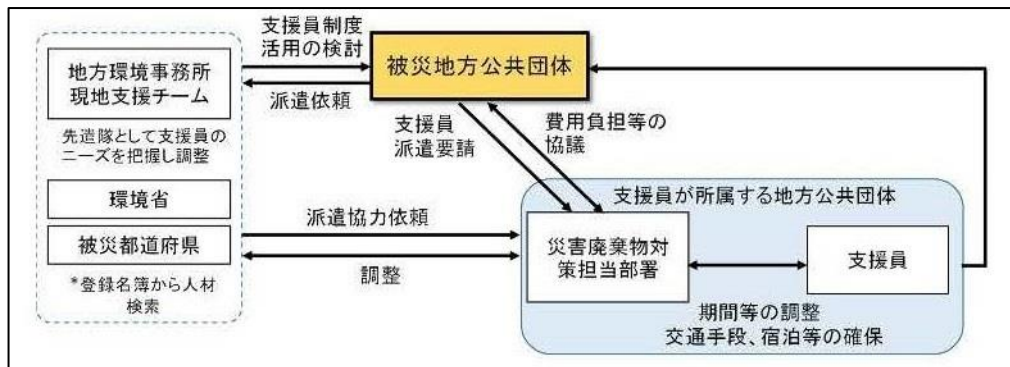 支援員制度
活用の検討
被災地方公共団体
地方環境事務所
現地支援チーム
派遣依頼
先遣隊として支援員の
ニーズを把握し調整
支援員
派遣要請
費用負担等の
協議
環境省
被災都道府県
*登録名簿から人材
検索
派遣協力依頼
調整
支援員が所属する地方公共団体
災害廃棄物対
策担当部署
支援員
期間等の調整
交通手段、宿泊等の確保